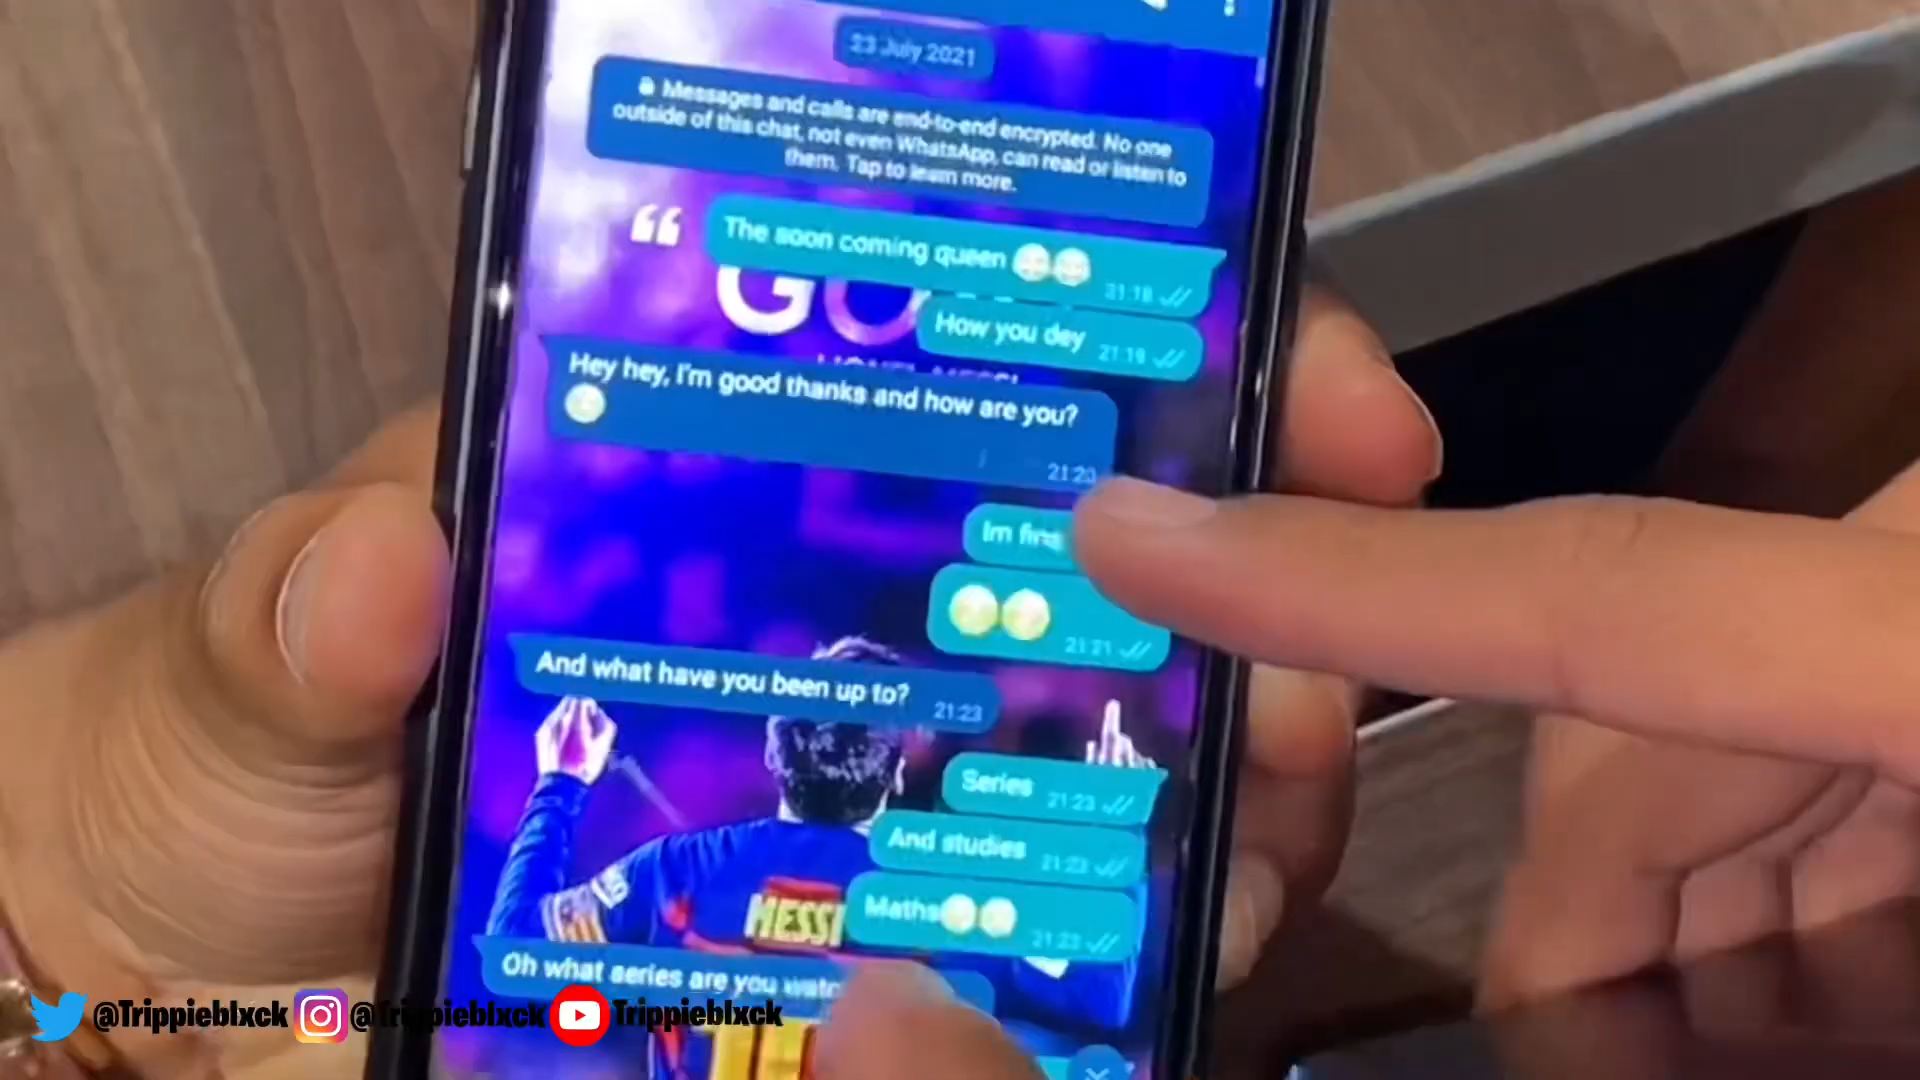 23 July 2021
Messages and calls are end-to-end encrypted. No one
outside of this chat, not even WhatsApp, can read or listen to
them. Tap to learn more.
The soon coming queen
21:18
How you dey
21:19
Hey hey, I'm good thanks and how are you?
21:20
Im fine
21:21
And what have you been up to?
21:23
Series
21:23
And studies
21:23
Maths
21:23
MESSI
Oh what series are you
@Trippieblxck
@Trippieblxck
Trippieblxck